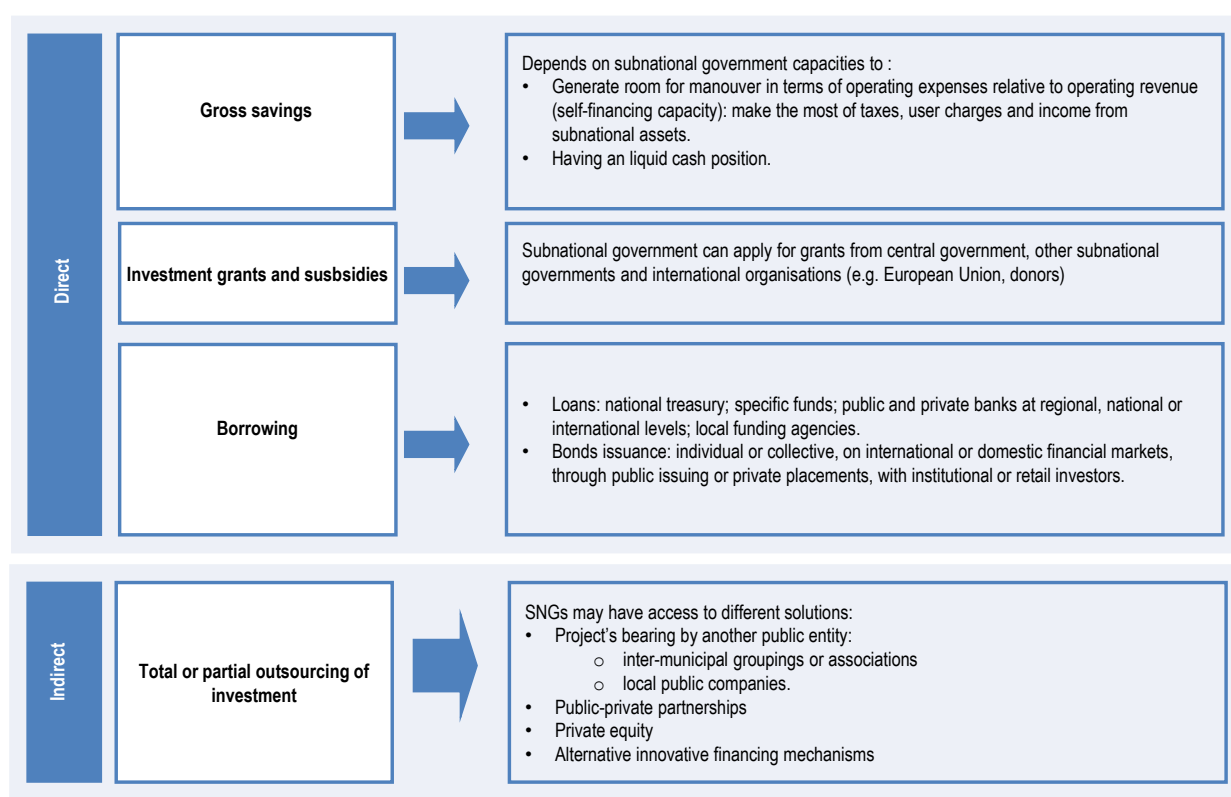 Direct
Gross savings
Depends on subnational government capacities to :
• Generate room for manouver in terms of operating expenses relative to operating revenue
(self-financing capacity): make the most of taxes, user charges and income from
subnational assets.
• Having an liquid cash position.
Investment grants and susbsidies
Subnational government can apply for grants from central government, other subnational
governments and international organisations (e.g. European Union, donors)
Borrowing
• Loans: national treasury; specific funds; public and private banks at regional, national or
international levels; local funding agencies.
• Bonds issuance: individual or collective, on international or domestic financial markets,
through public issuing or private placements, with institutional or retail investors.
Indirect
Total or partial outsourcing of
investment
SNGs may have access to different solutions:
• Project’s bearing by another public entity:
o inter-municipal groupings or associations
o local public companies.
• Public-private partnerships
• Private equity
• Alternative innovative financing mechanisms